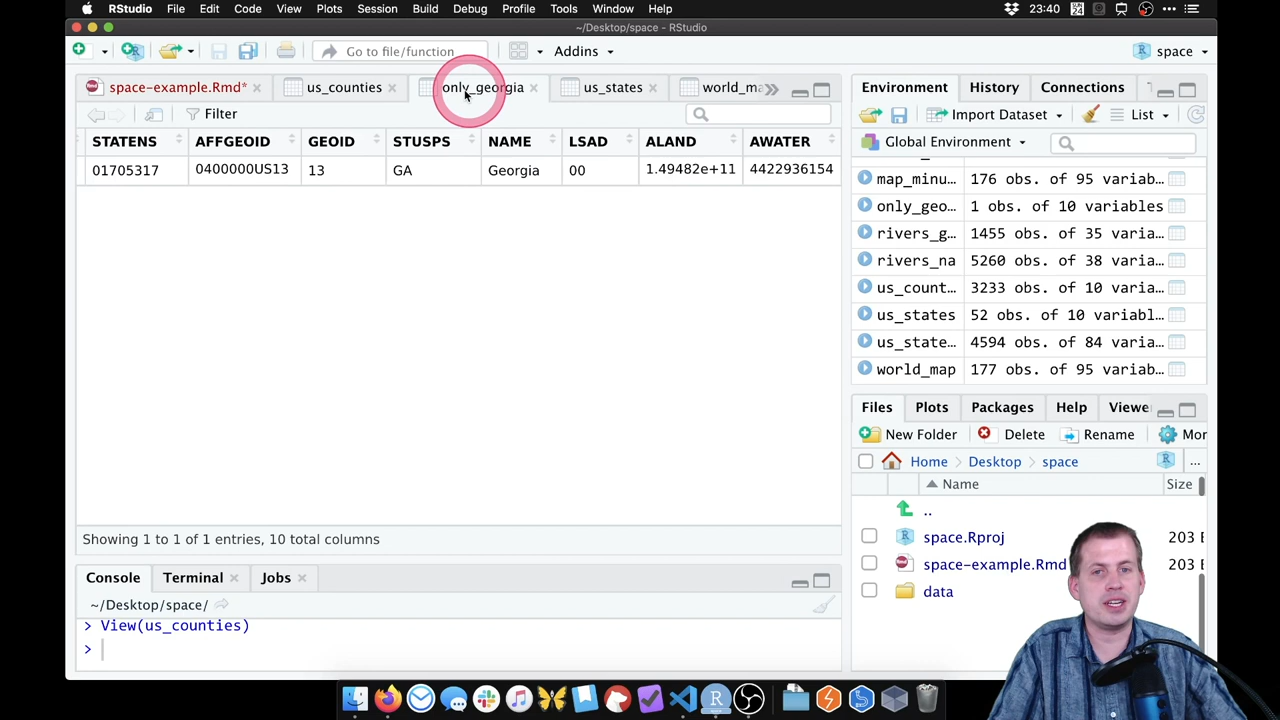 RStudio File Edit Code View Plots Session Build Debug Profile Tools Window Help 23:40
~/Desktop/space - RStudio
Go to file/function Addins space
space-example.Rmd* us_counties only_georgia us_states world_ma
Filter
STATENS AFFGEOID GEOID STUSPS NAME LSAD ALAND AWATER
01705317 0400000US13 13 GA Georgia 00 1.49482e+11 4422936154
Showing 1 to 1 of 1 entries, 10 total columns
Console Terminal Jobs
~/Desktop/space/
> View(us_counties)
>
Environment History Connections
Import Dataset List
Global Environment
map_minu… 176 obs. of 95 variab…
only_geo… 1 obs. of 10 variables
rivers_g… 1455 obs. of 35 varia…
rivers_na 5260 obs. of 38 varia…
us_count… 3233 obs. of 10 varia…
us_states 52 obs. of 10 variabl…
us_state… 4594 obs. of 84 varia…
world_map 177 obs. of 95 variab…
Files Plots Packages Help Viewe
New Folder Delete Rename Mor
Home Desktop space ...
Name Size
..
space.Rproj 203
space-example.Rmd 203
data